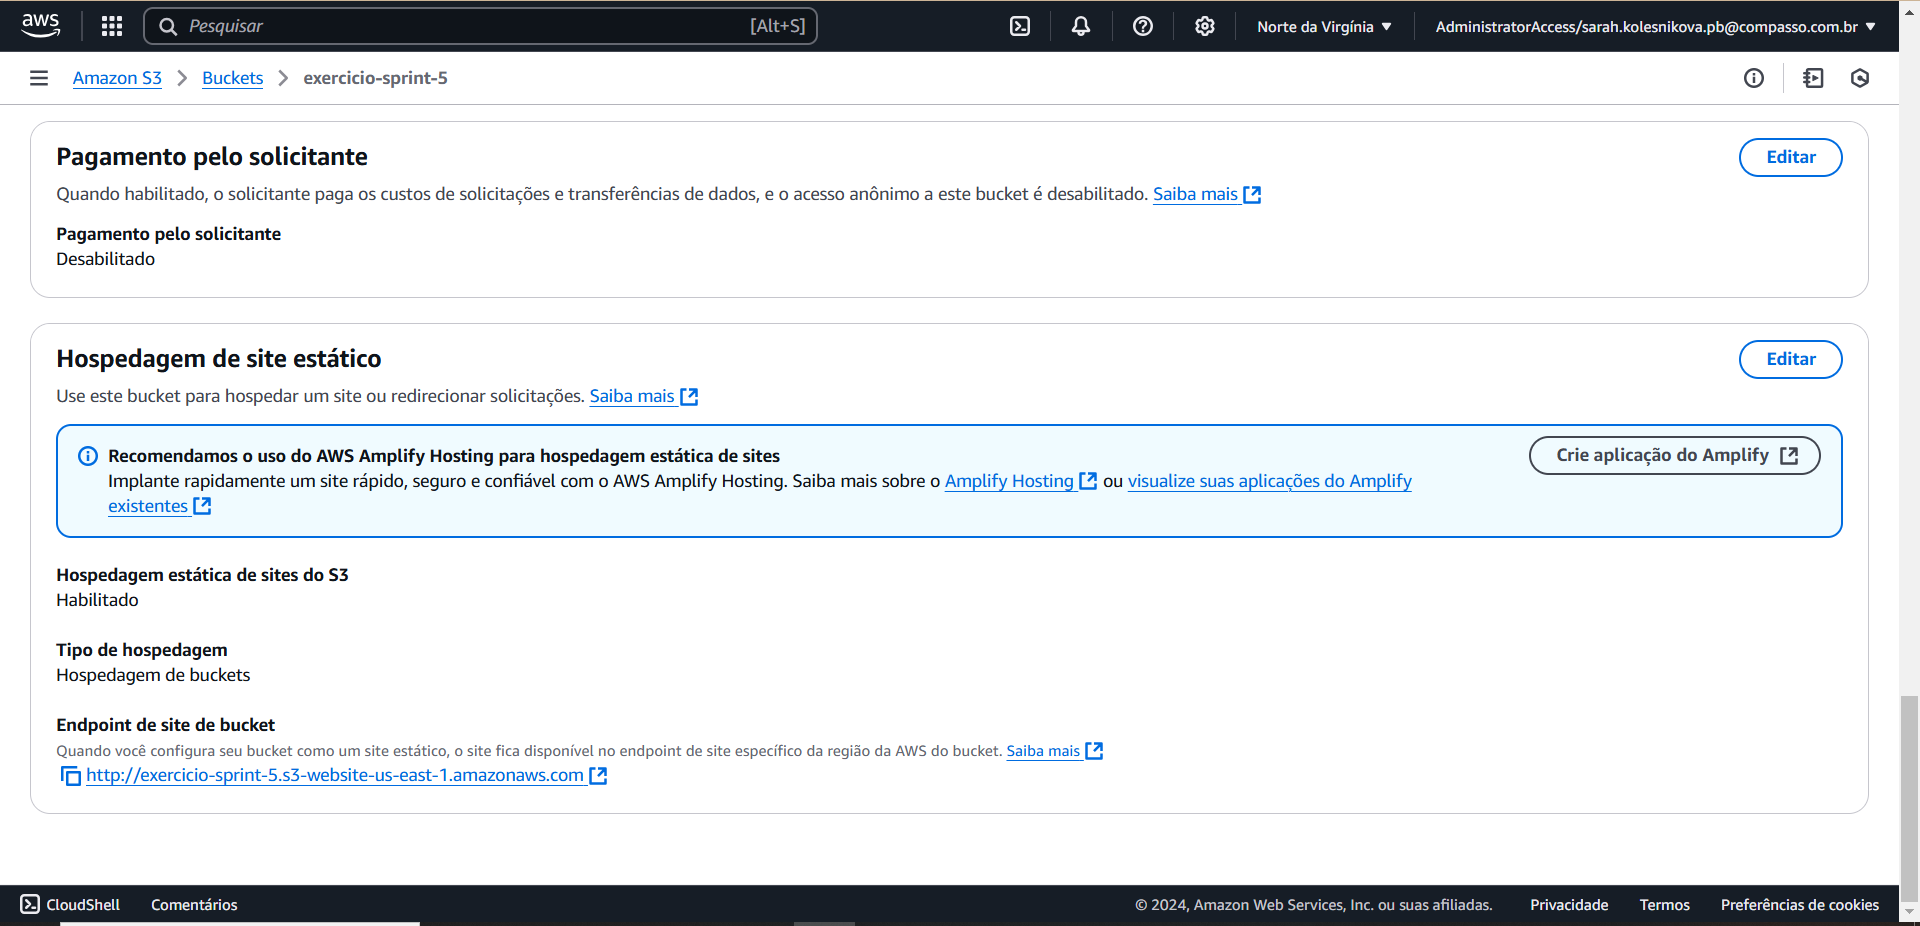 aws
Pesquisar [Alt+S] Norte da Virgínia AdministratorAccess/sarah.kolesnikova.pb@compasso.com.br
Amazon S3 Buckets exercicio-sprint-5
Pagamento pelo solicitante Editar
Quando habilitado, o solicitante paga os custos de solicitações e transferências de dados, e o acesso anônimo a este bucket é desabilitado. Saiba mais
Pagamento pelo solicitante
Desabilitado
Hospedagem de site estático Editar
Use este bucket para hospedar um site ou redirecionar solicitações. Saiba mais
Recomendamos o uso do AWS Amplify Hosting para hospedagem estática de sites Crie aplicação do Amplify
Implante rapidamente um site rápido, seguro e confiável com o AWS Amplify Hosting. Saiba mais sobre o Amplify Hosting ou visualize suas aplicações do Amplify
existentes
Hospedagem estática de sites do S3
Habilitado
Tipo de hospedagem
Hospedagem de buckets
Endpoint de site de bucket
Quando você configura seu bucket como um site estático, o site fica disponível no endpoint de site específico da região da AWS do bucket. Saiba mais
http://exercicio-sprint-5.s3-website-us-east-1.amazonaws.com
CloudShell Comentários © 2024, Amazon Web Services, Inc. ou suas afiliadas. Privacidade Termos Preferências de cookies